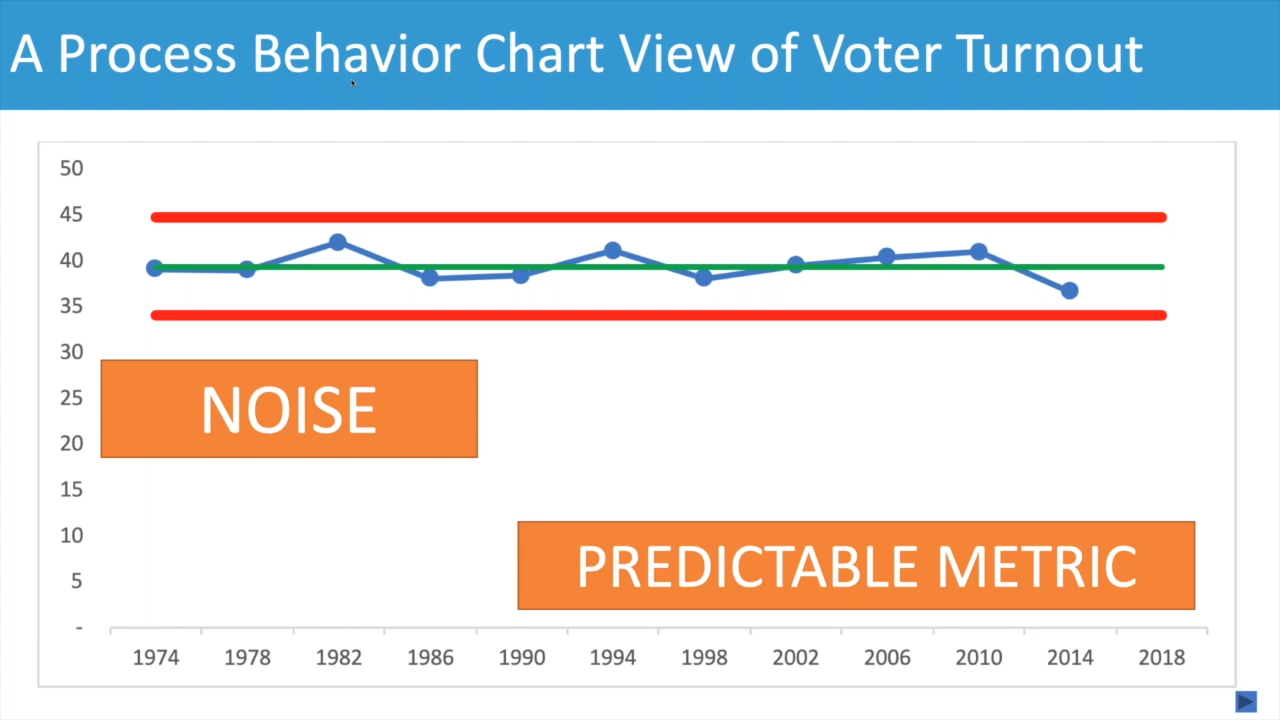 A Process Behavior Chart View of Voter Turnout
50
45
40
35
30
25
20
15
10
5
-
NOISE
PREDICTABLE METRIC
1974 1978 1982 1986 1990 1994 1998 2002 2006 2010 2014 2018